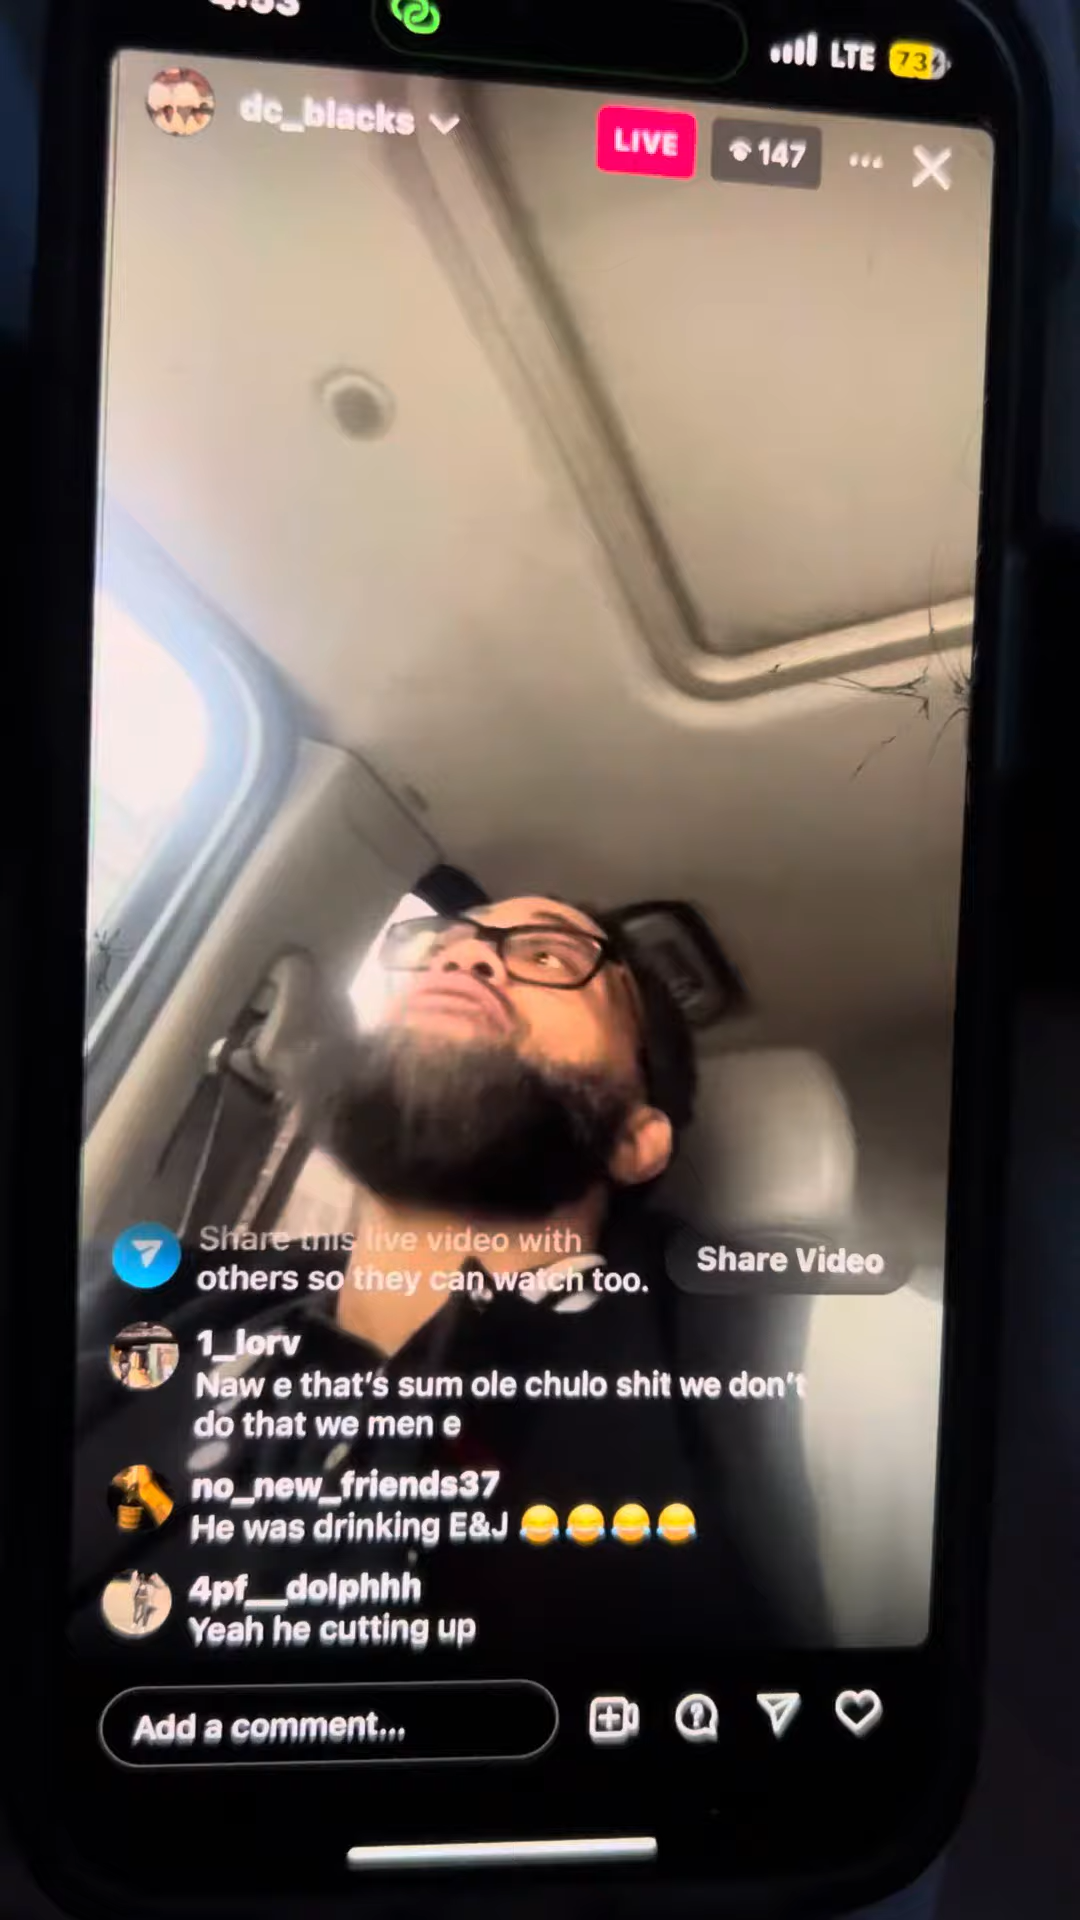 dc_blacks
LIVE
147
LTE
73
Share this live video with
others so they can watch too.
Share Video
1_lorv
Naw e that's sum ole chulo shit we don't
do that we men e
no_new_friends37
He was drinking E&J 😂😂😂😂
4pf__dolphhh
Yeah he cutting up
Add a comment...